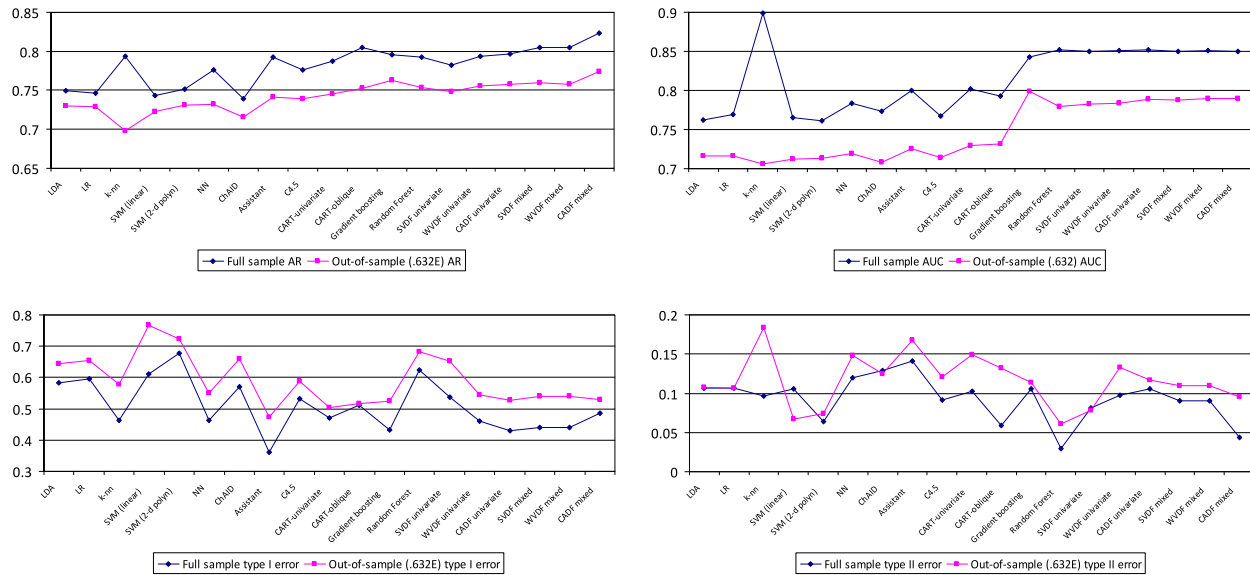 0.85
0.8
0.75
0.7
0.65
LDA
LR
k-nn
SVM (linear)
SVM (2-d polyn)
NN
ChAID
Assistant
C4.5
CART-univariate
CART-oblique
Gradient boosting
Random Forest
SVDF univariate
WVDF univariate
CADF univariate
SVDF mixed
WVDF mixed
CADF mixed
Full sample AR
Out-of-sample (.632E) AR
0.9
0.85
0.8
0.75
0.7
LDA
LR
k-nn
SVM (linear)
SVM (2-d polyn)
NN
ChAID
Assistant
C4.5
CART-univariate
CART-oblique
Gradient boosting
Random Forest
SVDF univariate
WVDF univariate
CADF univariate
SVDF mixed
WVDF mixed
CADF mixed
Full sample AUC
Out-of-sample (.632) AUC
0.8
0.7
0.6
0.5
0.4
0.3
LDA
LR
k-nn
SVM (linear)
SVM (2-d polyn)
NN
ChAID
Assistant
C4.5
CART-univariate
CART-oblique
Gradient boosting
Random Forest
SVDF univariate
WVDF univariate
CADF univariate
SVDF mixed
WVDF mixed
CADF mixed
Full sample type I error
Out-of-sample (.632E) type I error
0.2
0.15
0.1
0.05
0
LDA
LR
k-nn
SVM (linear)
SVM (2-d polyn)
NN
ChAID
Assistant
C4.5
CART-univariate
CART-oblique
Gradient boosting
Random Forest
SVDF univariate
WVDF univariate
CADF univariate
SVDF mixed
WVDF mixed
CADF mixed
Full sample type II error
Out-of-sample (.632E) type II error